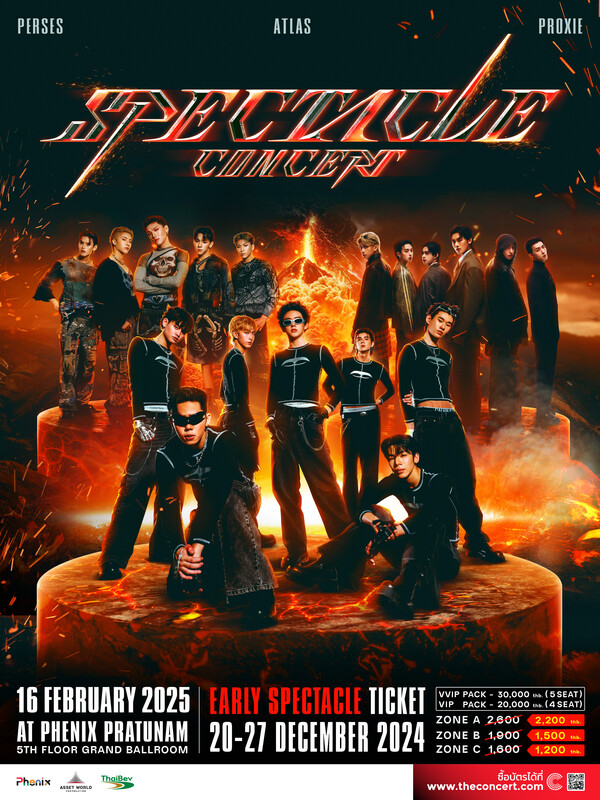 PERSES ATLAS PROXIE
SPECTACLE
CONCERT
16 FEBRUARY 2025
AT PHENIX PRATUNAM
5TH FLOOR GRAND BALLROOM
EARLY SPECTACLE TICKET
20-27 DECEMBER 2024
VVIP PACK - 30,000 THB. (5 SEAT)
VIP PACK - 20,000 THB. (4 SEAT)
ZONE A 2,600 2,200 THB.
ZONE B 1,900 1,500 THB.
ZONE C 1,600 1,200 THB.
Phenix
ASSET WORLD
ThaiBev
ซื้อบัตรได้ที่
www.theconcert.com